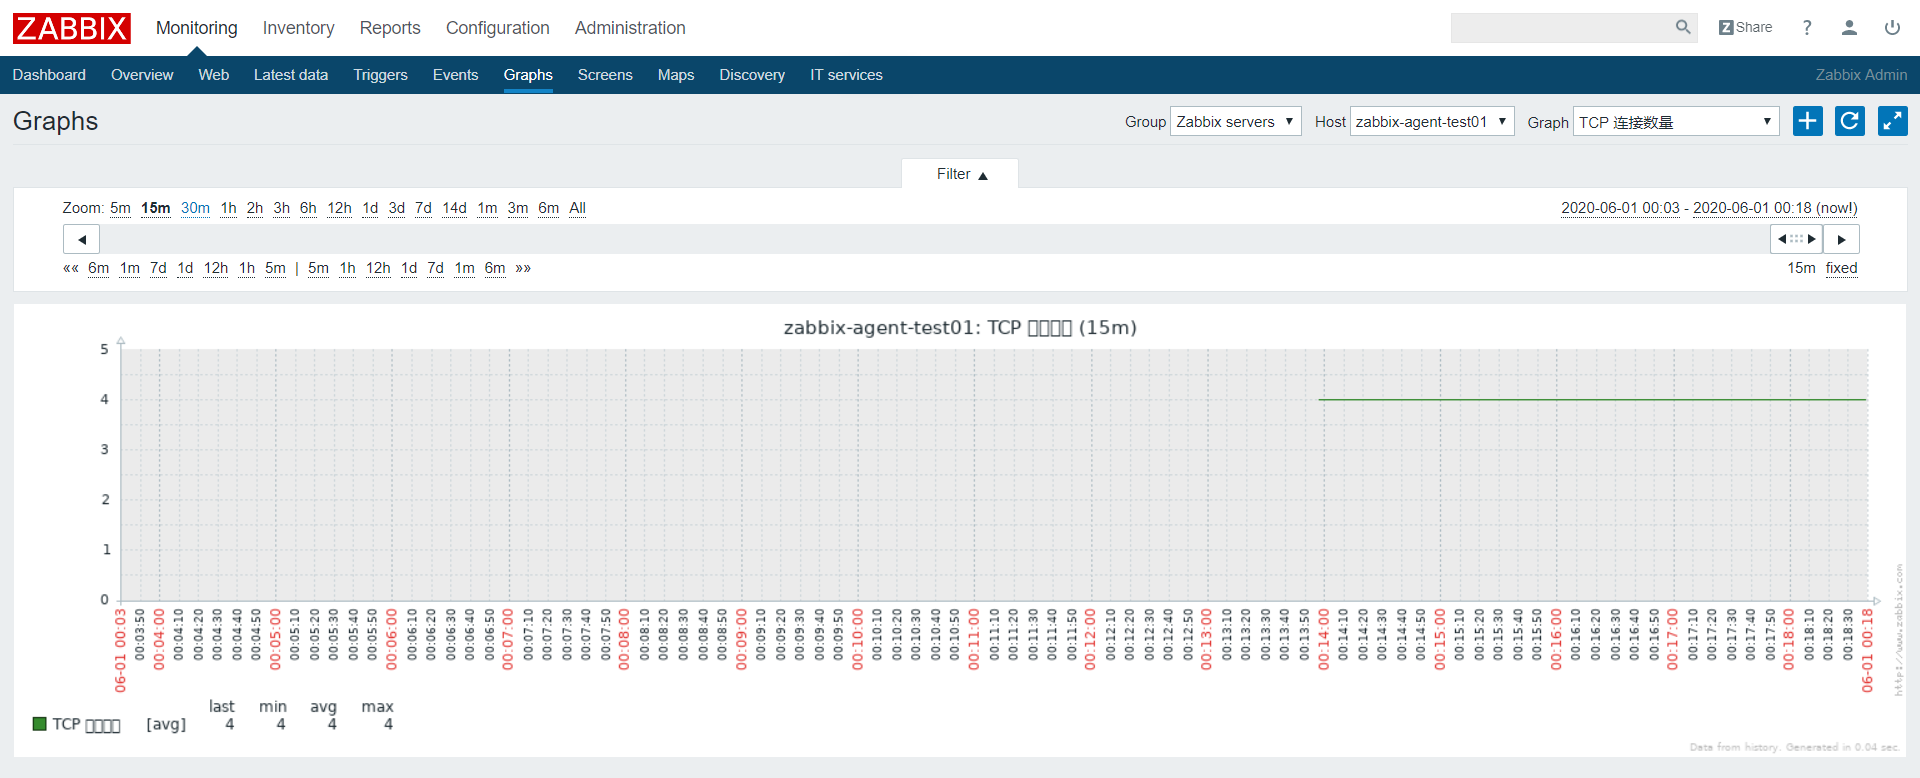 ZABBIX Monitoring Inventory Reports Configuration Administration Z Share ?
Dashboard Overview Web Latest data Triggers Events Graphs Screens Maps Discovery IT services Zabbix Admin
Graphs Group Zabbix servers Host zabbix-agent-test01 Graph TCP 连接数量
Filter
Zoom: 5m 15m 30m 1h 2h 3h 6h 12h 1d 3d 7d 14d 1m 3m 6m All 2020-06-01 00:03 - 2020-06-01 00:18 (now!)
«« 6m 1m 7d 1d 12h 1h 5m | 5m 1h 12h 1d 7d 1m 6m »» 15m fixed
zabbix-agent-test01: TCP □□□□ (15m)
5
4
3
2
1
0
06-01 00:03 00:03:50 00:04:00 00:04:10 00:04:20 00:04:30 00:04:40 00:04:50 00:05:00 00:05:10 00:05:20 00:05:30 00:05:40 00:05:50 00:06:00 00:06:10 00:06:20 00:06:30 00:06:40 00:06:50 00:07:00 00:07:10 00:07:20 00:07:30 00:07:40 00:07:50 00:08:00 00:08:10 00:08:20 00:08:30 00:08:40 00:08:50 00:09:00 00:09:10 00:09:20 00:09:30 00:09:40 00:09:50 00:10:00 00:10:10 00:10:20 00:10:30 00:10:40 00:10:50 00:11:00 00:11:10 00:11:20 00:11:30 00:11:40 00:11:50 00:12:00 00:12:10 00:12:20 00:12:30 00:12:40 00:12:50 00:13:00 00:13:10 00:13:20 00:13:30 00:13:40 00:13:50 00:14:00 00:14:10 00:14:20 00:14:30 00:14:40 00:14:50 00:15:00 00:15:10 00:15:20 00:15:30 00:15:40 00:15:50 00:16:00 00:16:10 00:16:20 00:16:30 00:16:40 00:16:50 00:17:00 00:17:10 00:17:20 00:17:30 00:17:40 00:17:50 00:18:00 00:18:10 00:18:20 00:18:30 06-01 00:18
http://www.zabbix.com
last min avg max
TCP □□□□ [avg] 4 4 4 4
Data from history. Generated in 0.04 sec.